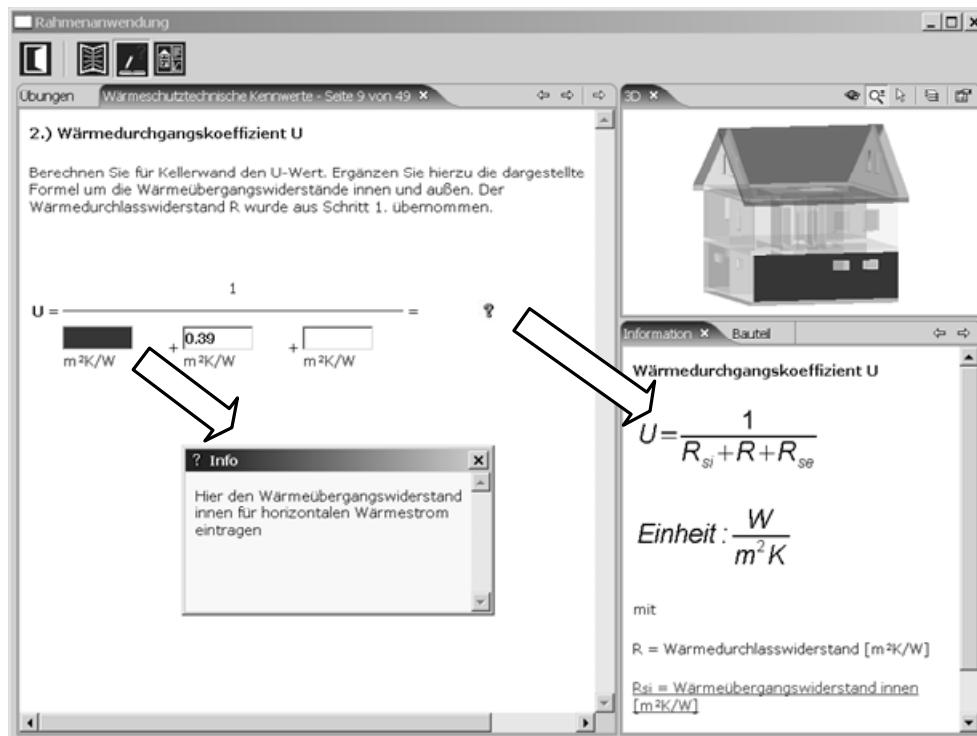 Rahmenanwendung
Übungen
Wärmeschutztechnische Kennwerte - Seite 9 von 49
2.) Wärmedurchgangskoeffizient U
Berechnen Sie für Kellerwand den U-Wert. Ergänzen Sie hierzu die dargestellte
Formel um die Wärmeübergangswiderstände innen und außen. Der
Wärmedurchlasswiderstand R wurde aus Schritt 1. übernommen.
1
U = = ?
+ 0.39 +
m²K/W m²K/W m²K/W
? Info
Hier den Wärmeübergangswiderstand
innen für horizontalen Wärmestrom
eintragen
3D
Information Bauteil
Wärmedurchgangskoeffizient U
U = 1
Rsi + R + Rse
Einheit : W
m² K
mit
R = Wärmedurchlasswiderstand [m²K/W]
Rsi = Wärmeübergangswiderstand innen
[m²K/W]